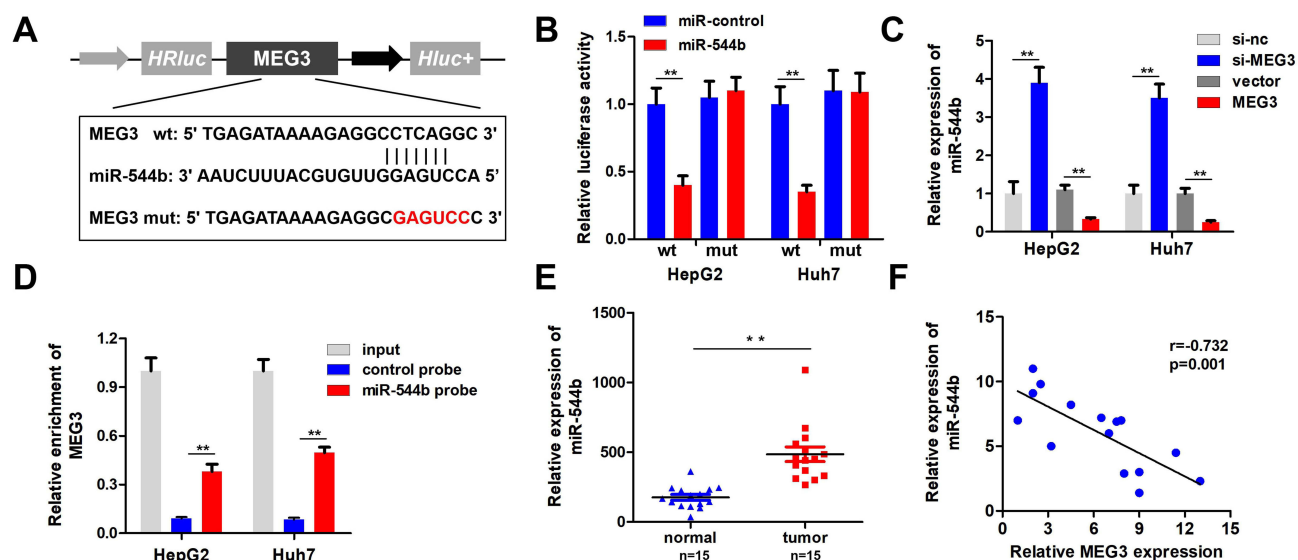 A
HRluc
MEG3
Hluc+
MEG3 wt: 5' TGAGATAAAAGAGGCCTCAGGC 3'
miR-544b: 3' AAUCUUUACGUGUUGGAGUCCA 5'
MEG3 mut: 5' TGAGATAAAAGAGGCGAGUCCC 3'
B
miR-control
miR-544b
Relative luciferase activity
1.5
1.0
0.5
0.0
**
**
wt mut wt mut
HepG2 Huh7
C
si-nc
si-MEG3
vector
MEG3
Relative expression of
miR-544b
6
4
2
0
**
**
**
**
HepG2 Huh7
D
input
control probe
miR-544b probe
Relative enrichment of
MEG3
1.2
0.9
0.6
0.3
0.0
**
**
HepG2 Huh7
E
Relative expression of
miR-544b
1500
1000
500
0
* *
normal tumor
n=15 n=15
F
Relative expression of
miR-544b
15
10
5
0
r=-0.732
p=0.001
0 3 6 9 12 15
Relative MEG3 expression